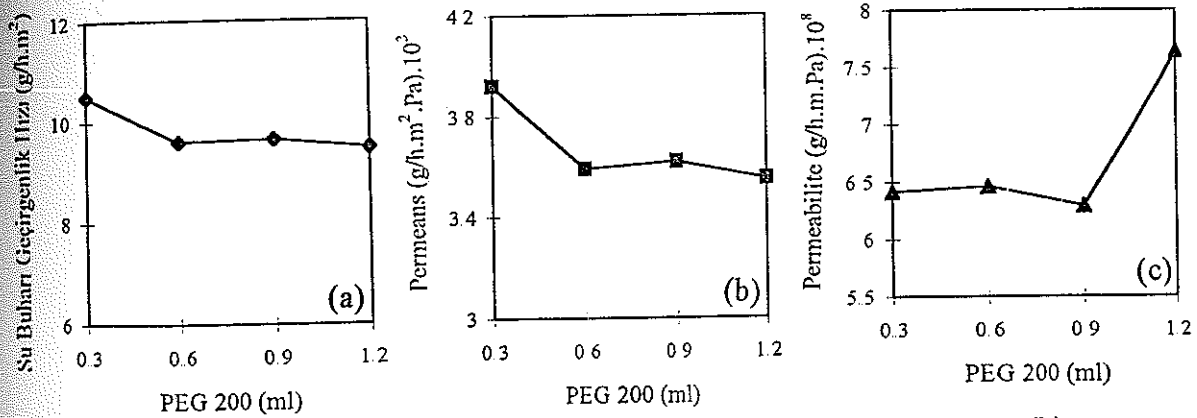 Su Buharı Geçirgenlik Hızı (g/h.m²)
12
10
8
6
(a)
0.3 0.6 0.9 1.2
PEG 200 (ml)
Permeans (g/h.m².Pa).10³
4 2
3.8
3.4
3
(b)
0.3 0 6 0 9 1.2
PEG 200 (ml)
Permeabilite (g/h.m.Pa).10⁸
8
7.5
7
6 5
6
5.5
(c)
0.3 0.6 0.9 1.2
PEG 200 (ml)